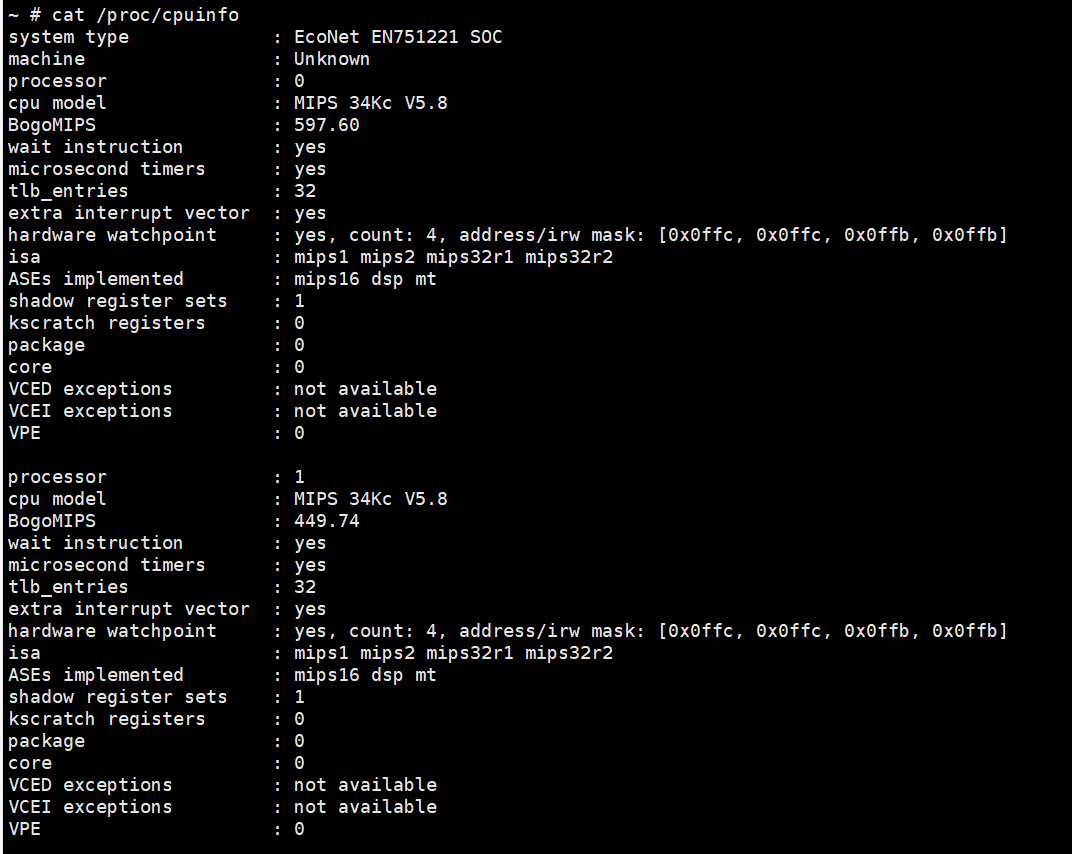 ~ # cat /proc/cpuinfo
system type             : EcoNet EN751221 SOC
machine                 : Unknown
processor               : 0
cpu model               : MIPS 34Kc V5.8
BogoMIPS                : 597.60
wait instruction        : yes
microsecond timers      : yes
tlb_entries             : 32
extra interrupt vector  : yes
hardware watchpoint     : yes, count: 4, address/irw mask: [0x0ffc, 0x0ffc, 0x0ffb, 0x0ffb]
isa                     : mips1 mips2 mips32r1 mips32r2
ASEs implemented        : mips16 dsp mt
shadow register sets    : 1
kscratch registers      : 0
package                 : 0
core                    : 0
VCED exceptions         : not available
VCEI exceptions         : not available
VPE                     : 0

processor               : 1
cpu model               : MIPS 34Kc V5.8
BogoMIPS                : 449.74
wait instruction        : yes
microsecond timers      : yes
tlb_entries             : 32
extra interrupt vector  : yes
hardware watchpoint     : yes, count: 4, address/irw mask: [0x0ffc, 0x0ffc, 0x0ffb, 0x0ffb]
isa                     : mips1 mips2 mips32r1 mips32r2
ASEs implemented        : mips16 dsp mt
shadow register sets    : 1
kscratch registers      : 0
package                 : 0
core                    : 0
VCED exceptions         : not available
VCEI exceptions         : not available
VPE                     : 0